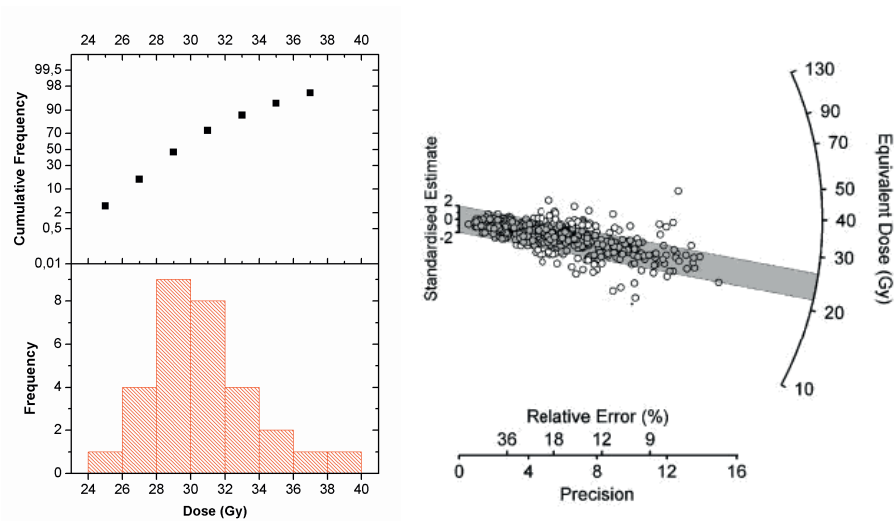 24 26 28 30 32 34 36 38 40
Cumulative Frequency
99,5
98
90
70
50
30
10
2
0,5
0,01
Frequency
8
6
4
2
0
24 26 28 30 32 34 36 38 40
Dose (Gy)
Standardised Estimate
2
0
-2
130
90
70
50
40
30
20
10
Equivalent Dose (Gy)
Relative Error (%)
36 18 12 9
0 4 8 12 16
Precision